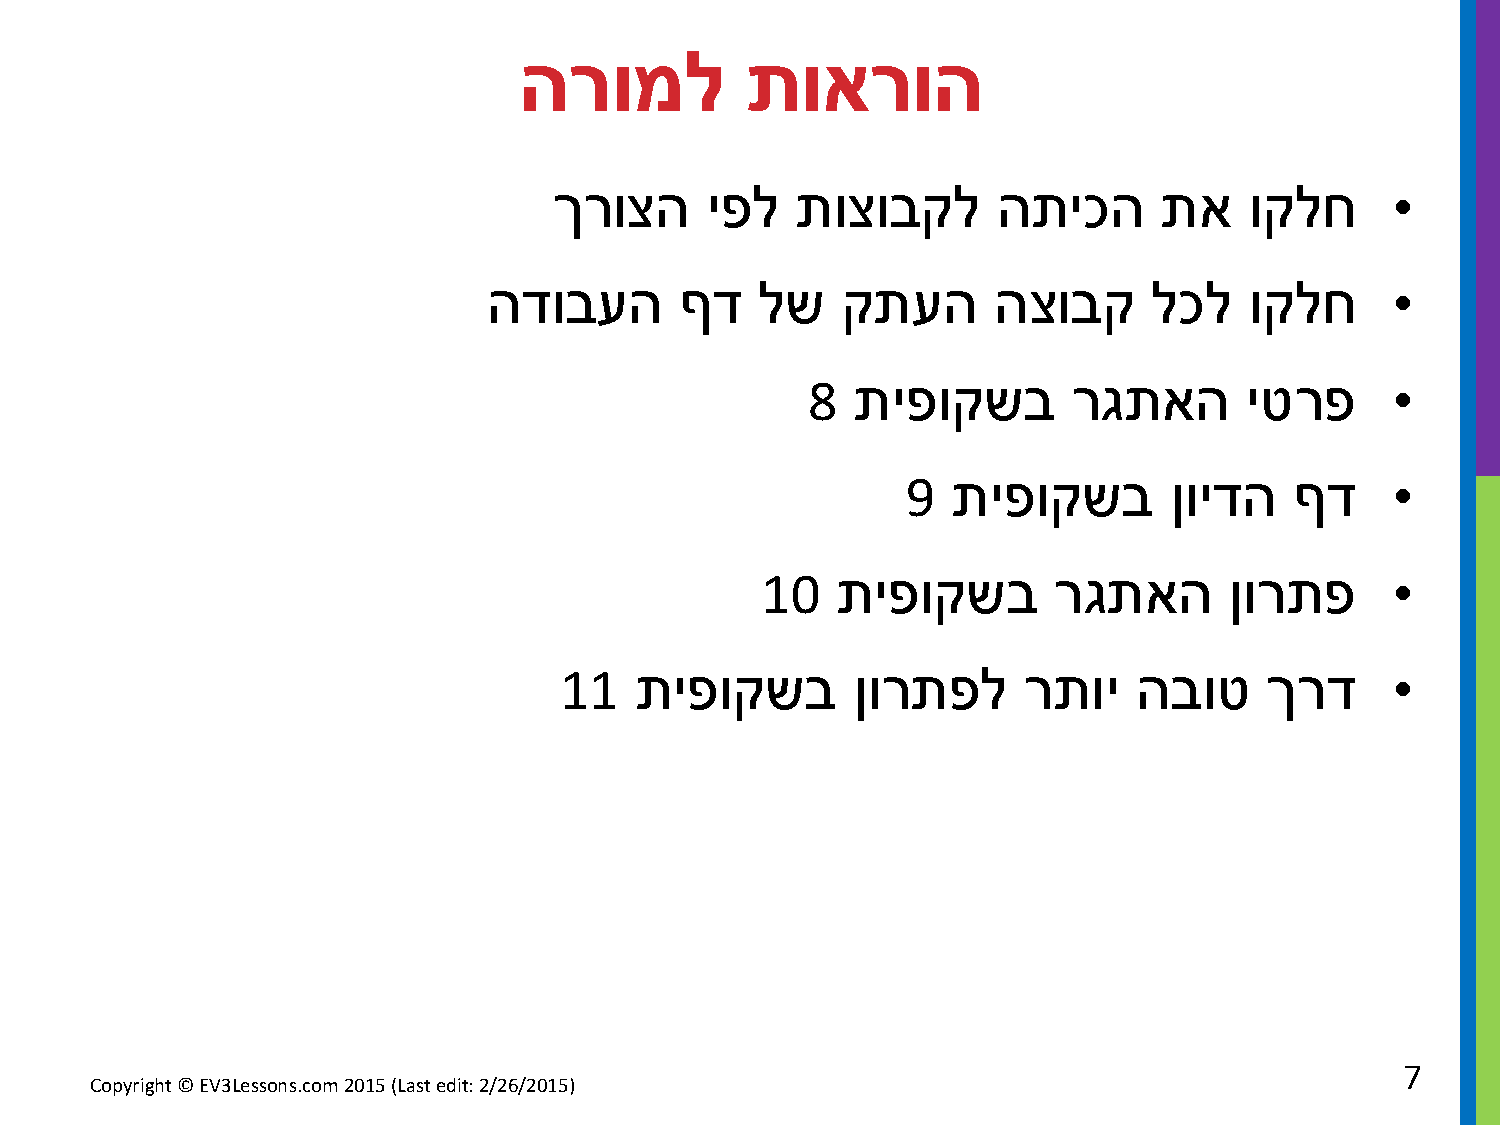 הוראות למורה
• חלקו את הכיתה לקבוצות לפי הצורך
• חלקו לכל קבוצה העתק של דף העבודה
• פרטי האתגר בשקופית 8
• דף הדיון בשקופית 9
• פתרון האתגר בשקופית 10
• דרך טובה יותר לפתרון בשקופית 11
Copyright © EV3Lessons.com 2015 (Last edit: 2/26/2015)
7